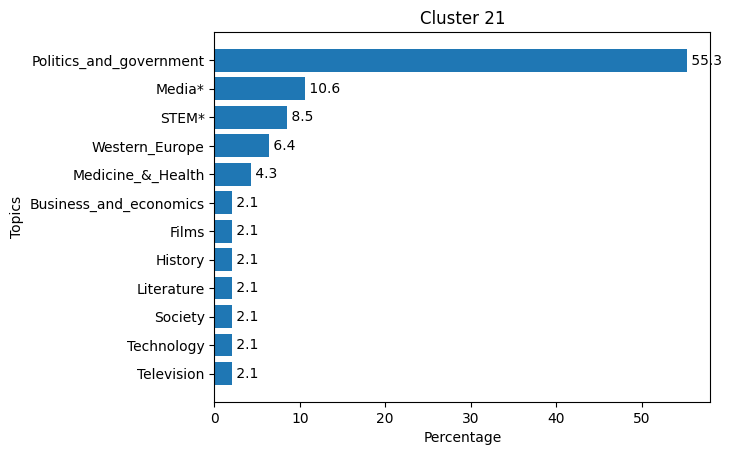 Cluster 21
Politics_and_government 55.3
Media* 10.6
STEM* 8.5
Western_Europe 6.4
Medicine_&_Health 4.3
Business_and_economics 2.1
Films 2.1
History 2.1
Literature 2.1
Society 2.1
Technology 2.1
Television 2.1
Topics
0 10 20 30 40 50
Percentage